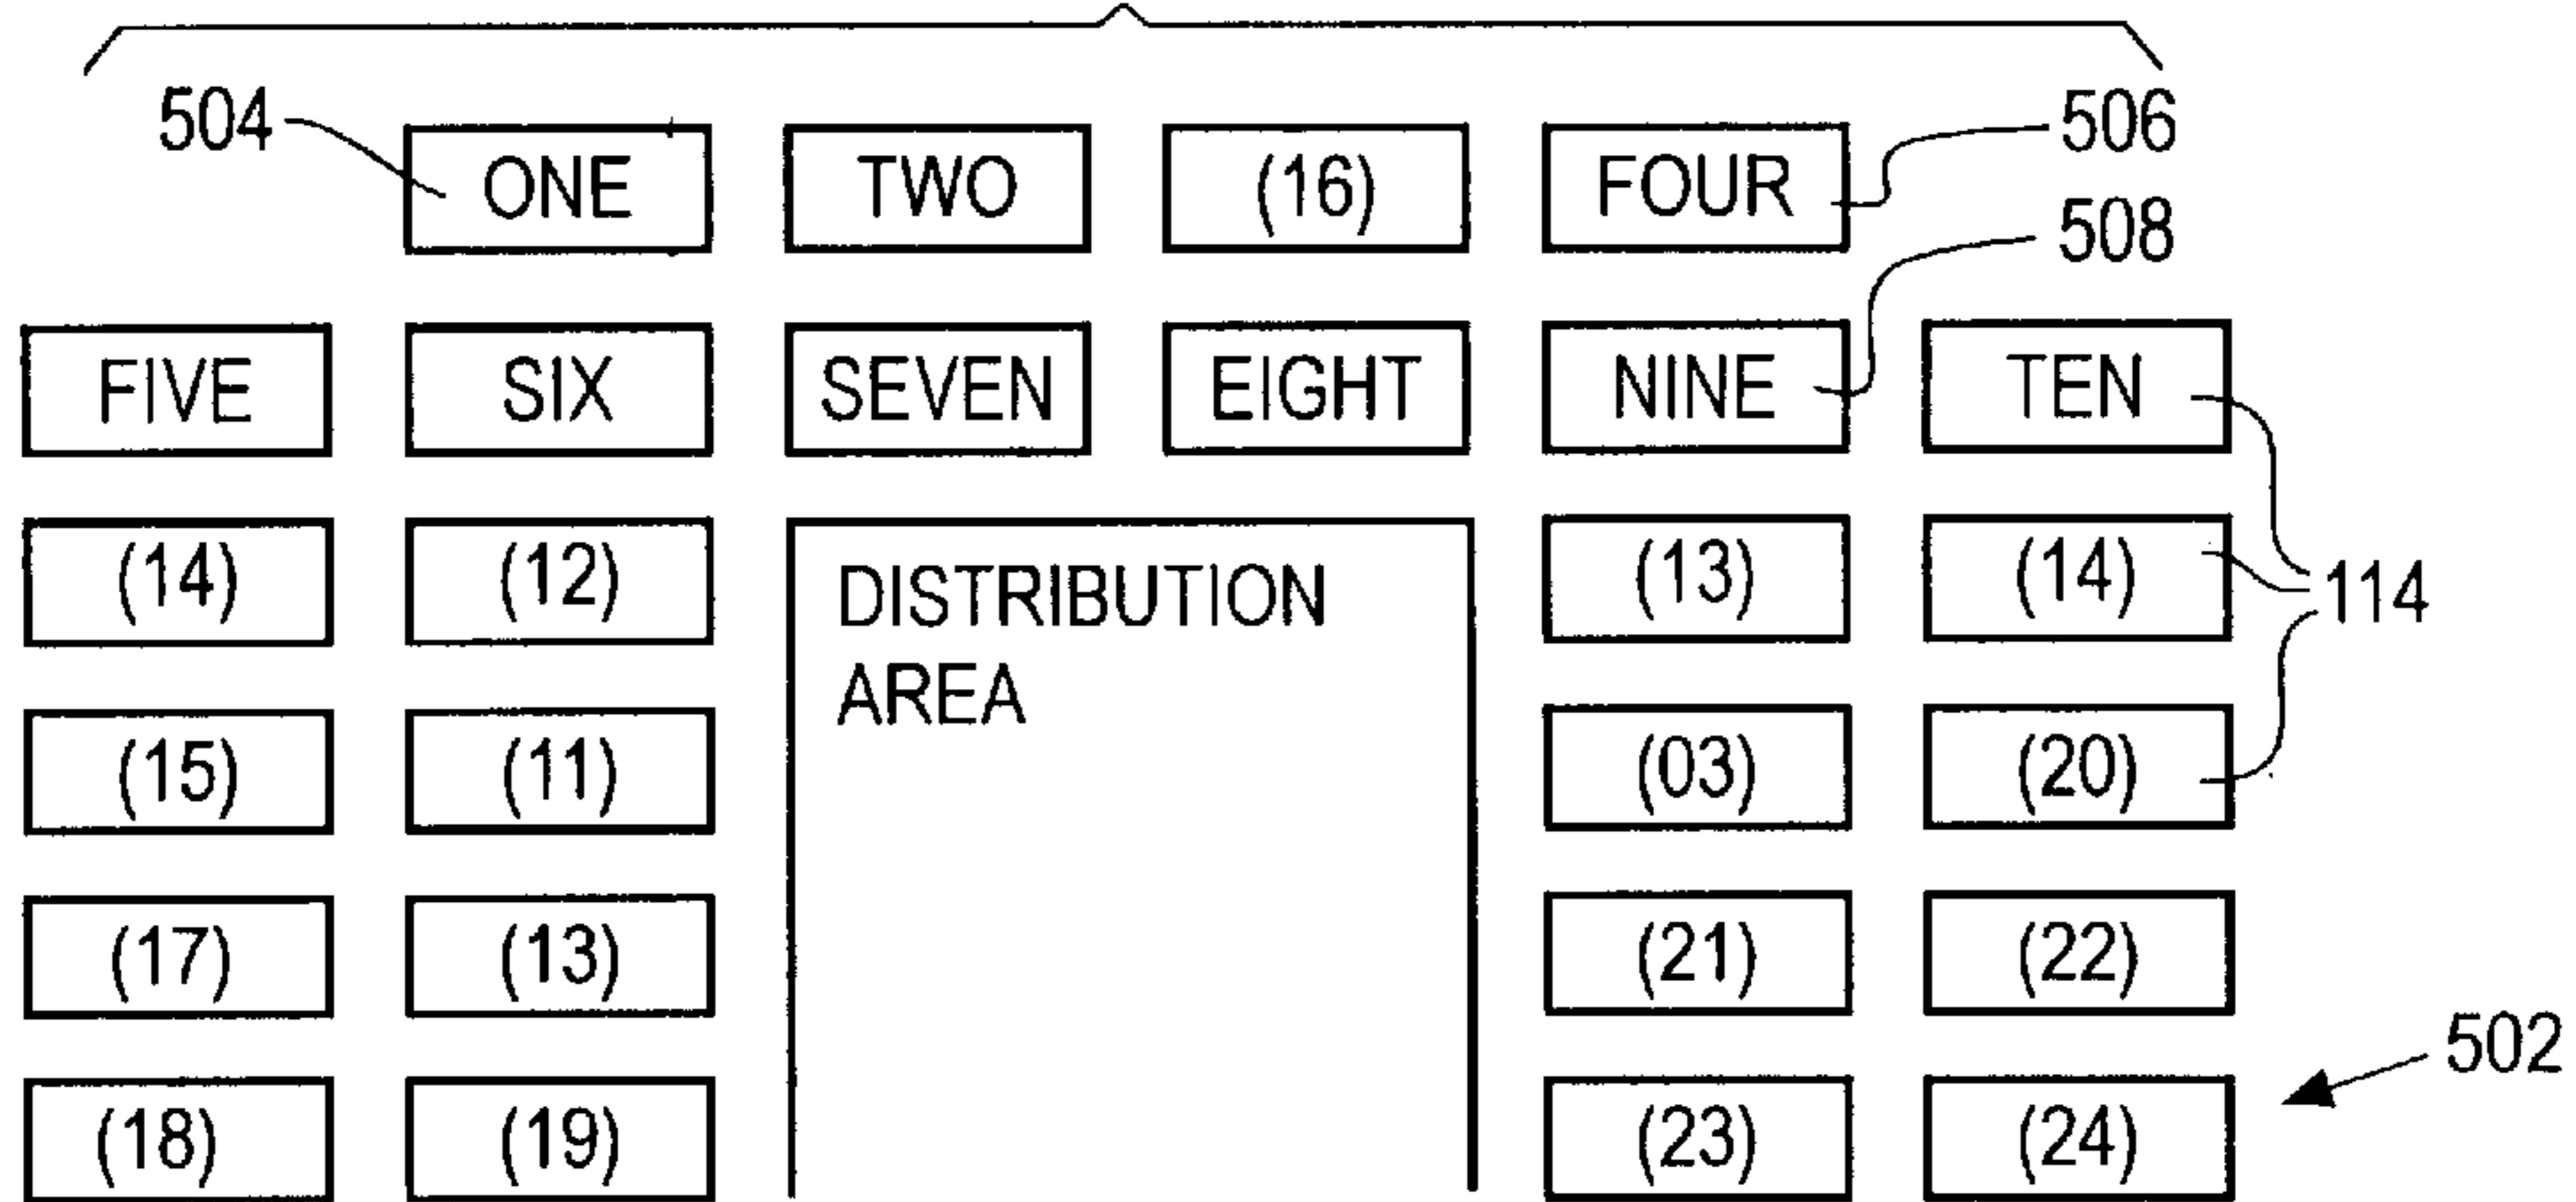 504 ONE TWO (16) FOUR 506
508
FIVE SIX SEVEN EIGHT NINE TEN
(14) (12) DISTRIBUTION (13) (14) 114
AREA
(15) (11) (03) (20)
(17) (13) (21) (22)
502
(18) (19) (23) (24)